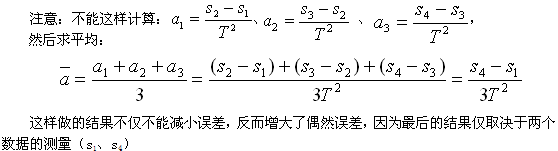 注意：不能这样计算：a₁ = (s₂ − s₁)/T²、a₂ = (s₃ − s₂)/T² 、 a₃ = (s₄ − s₃)/T²，
然后求平均：
a̅ = (a₁ + a₂ + a₃)/3 = ((s₂ − s₁) + (s₃ − s₂) + (s₄ − s₃))/3T² = (s₄ − s₁)/3T²
这样做的结果不仅不能减小误差，反而增大了偶然误差，因为最后的结果仅取决于两个
数据的测量（s₁、s₄）